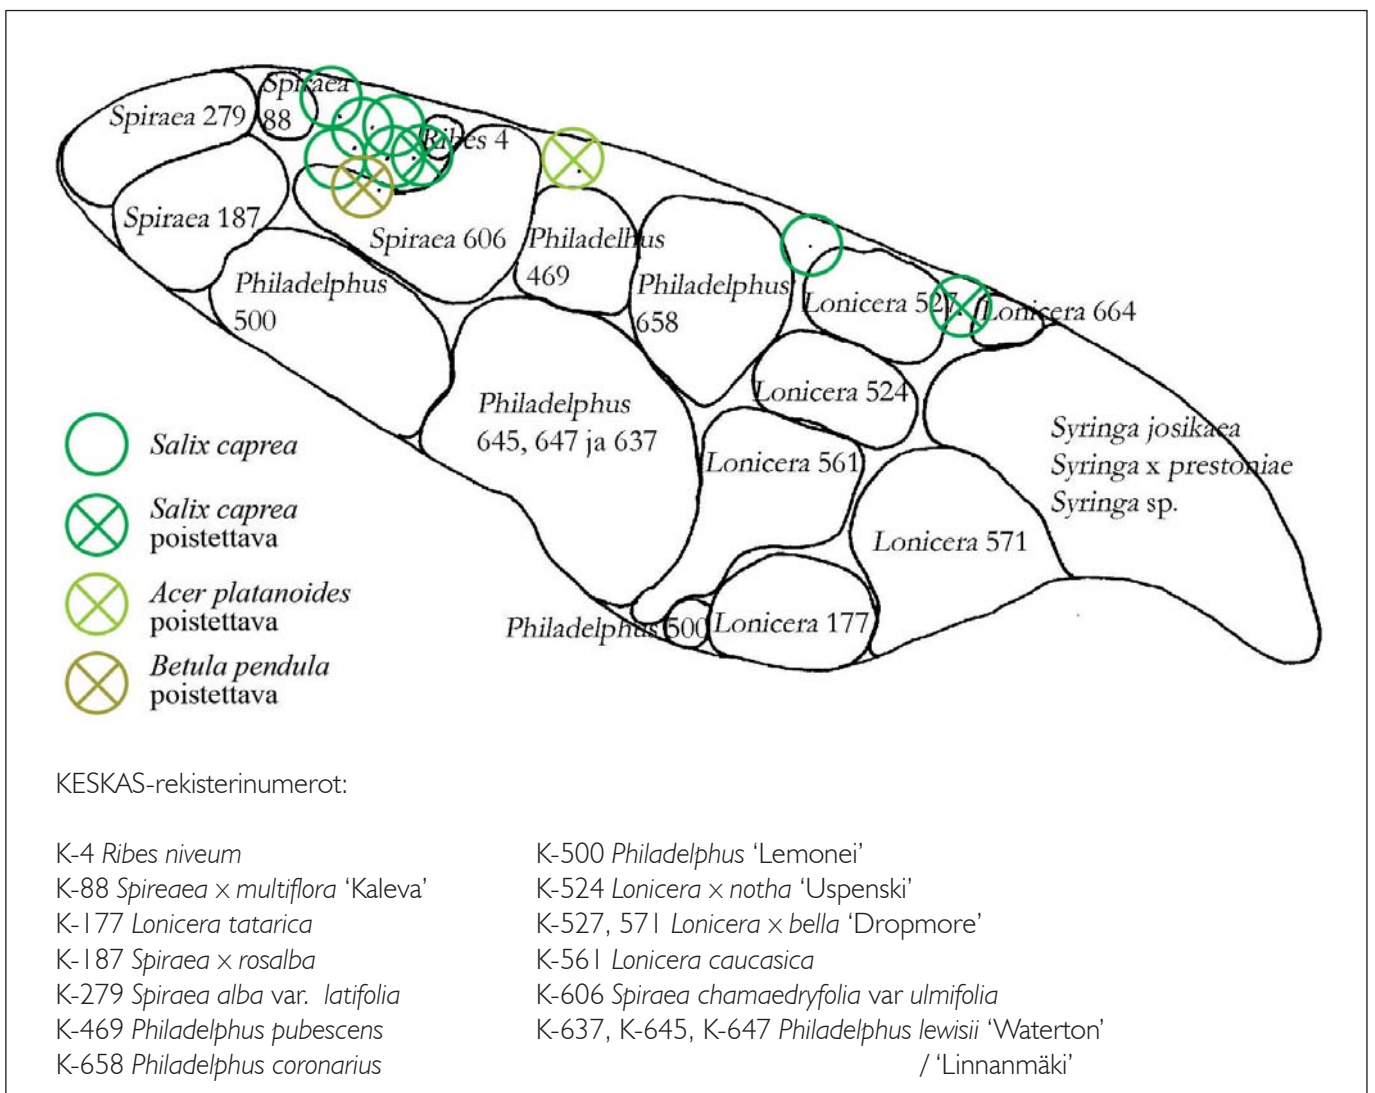 Spiraea
88
Spiraea 279
Ribes 4
Spiraea 187
Spiraea 606
Philadelhus
469
Philadelphus
500
Philadelphus
658
Lonicera 527
Lonicera 664
Lonicera 524
Philadelphus
645, 647 ja 637
Lonicera 561
Syringa josikaea
Syringa x prestoniae
Syringa sp.
Lonicera 571
Philadelphus 500
Lonicera 177
Salix caprea
Salix caprea
poistettava
Acer platanoides
poistettava
Betula pendula
poistettava
KESKAS-rekisterinumerot:
K-4 Ribes niveum
K-88 Spireaea x multiflora ‘Kaleva’
K-177 Lonicera tatarica
K-187 Spiraea x rosalba
K-279 Spiraea alba var. latifolia
K-469 Philadelphus pubescens
K-658 Philadelphus coronarius
K-500 Philadelphus ‘Lemonei’
K-524 Lonicera x notha ‘Uspenski’
K-527, 571 Lonicera x bella ‘Dropmore’
K-561 Lonicera caucasica
K-606 Spiraea chamaedryfolia var ulmifolia
K-637, K-645, K-647 Philadelphus lewisii ‘Waterton’
/ ‘Linnanmäki’